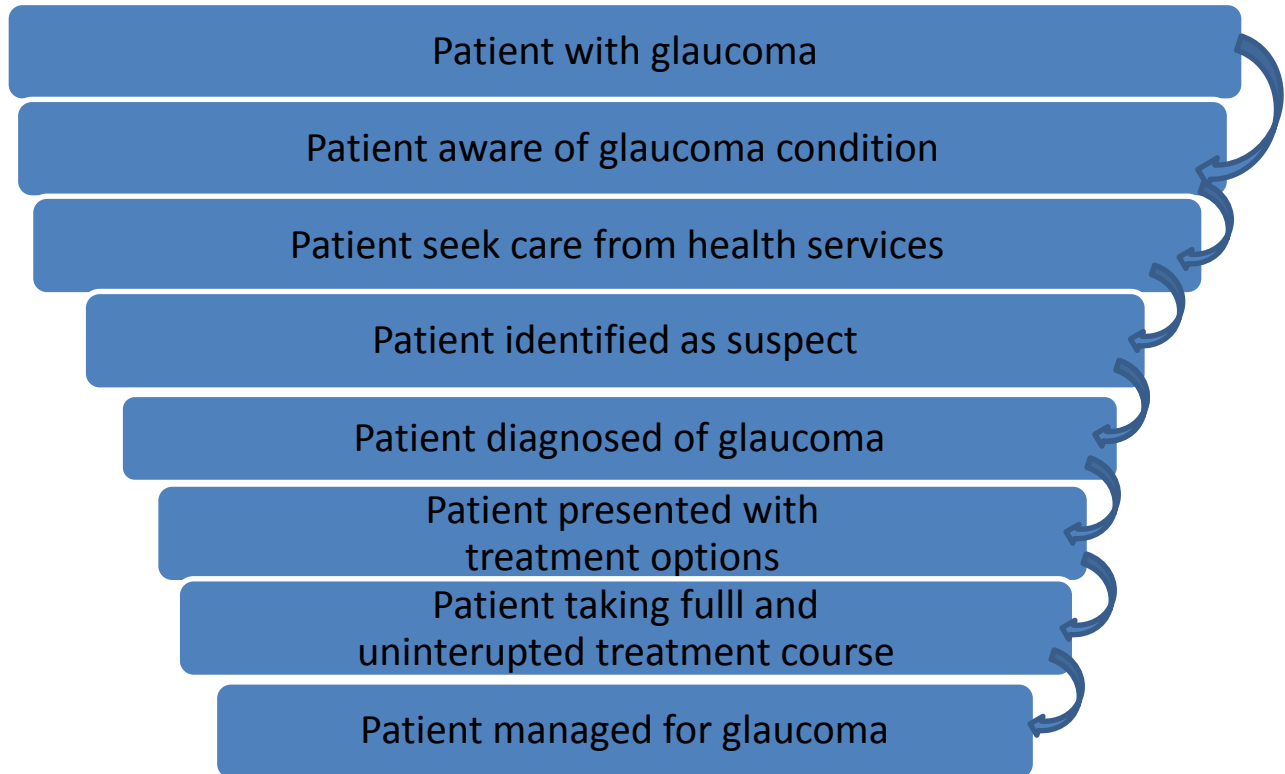 Patient with glaucoma
Patient aware of glaucoma condition
Patient seek care from health services
Patient identified as suspect
Patient diagnosed of glaucoma
Patient presented with
treatment options
Patient taking fulll and
uninterupted treatment course
Patient managed for glaucoma